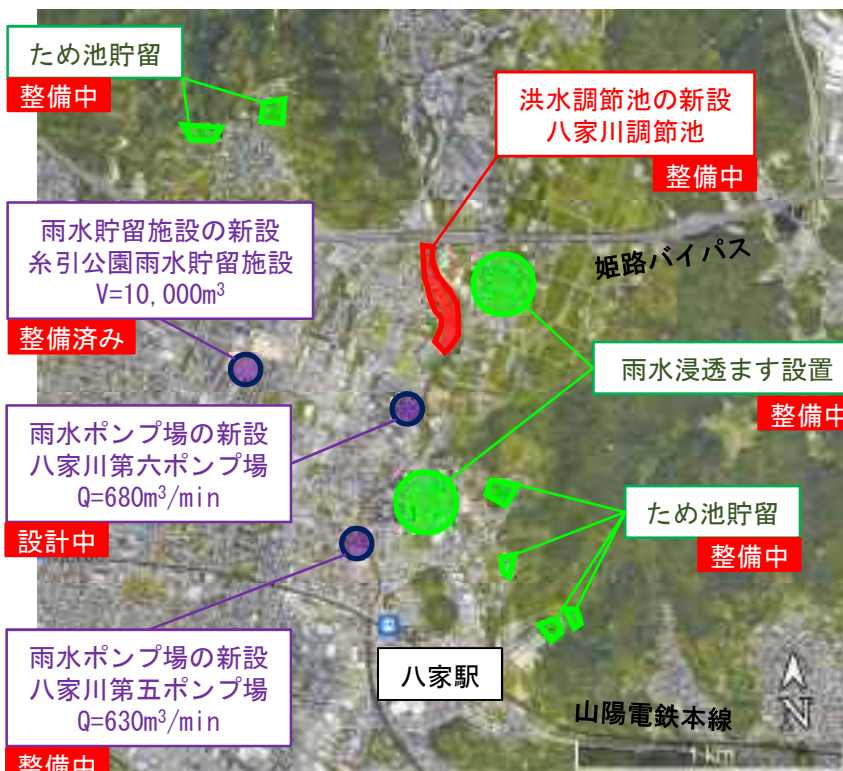 ため池貯留
整備中
洪水調節池の新設
八家川調節池
整備中
雨水貯留施設の新設
糸引公園雨水貯留施設
V=10,000m³
整備済み
姫路バイパス
雨水浸透ます設置
整備中
雨水ポンプ場の新設
八家川第六ポンプ場
Q=680m³/min
設計中
ため池貯留
整備中
雨水ポンプ場の新設
八家川第五ポンプ場
Q=630m³/min
整備中
八家駅
山陽電鉄本線
N
1 km